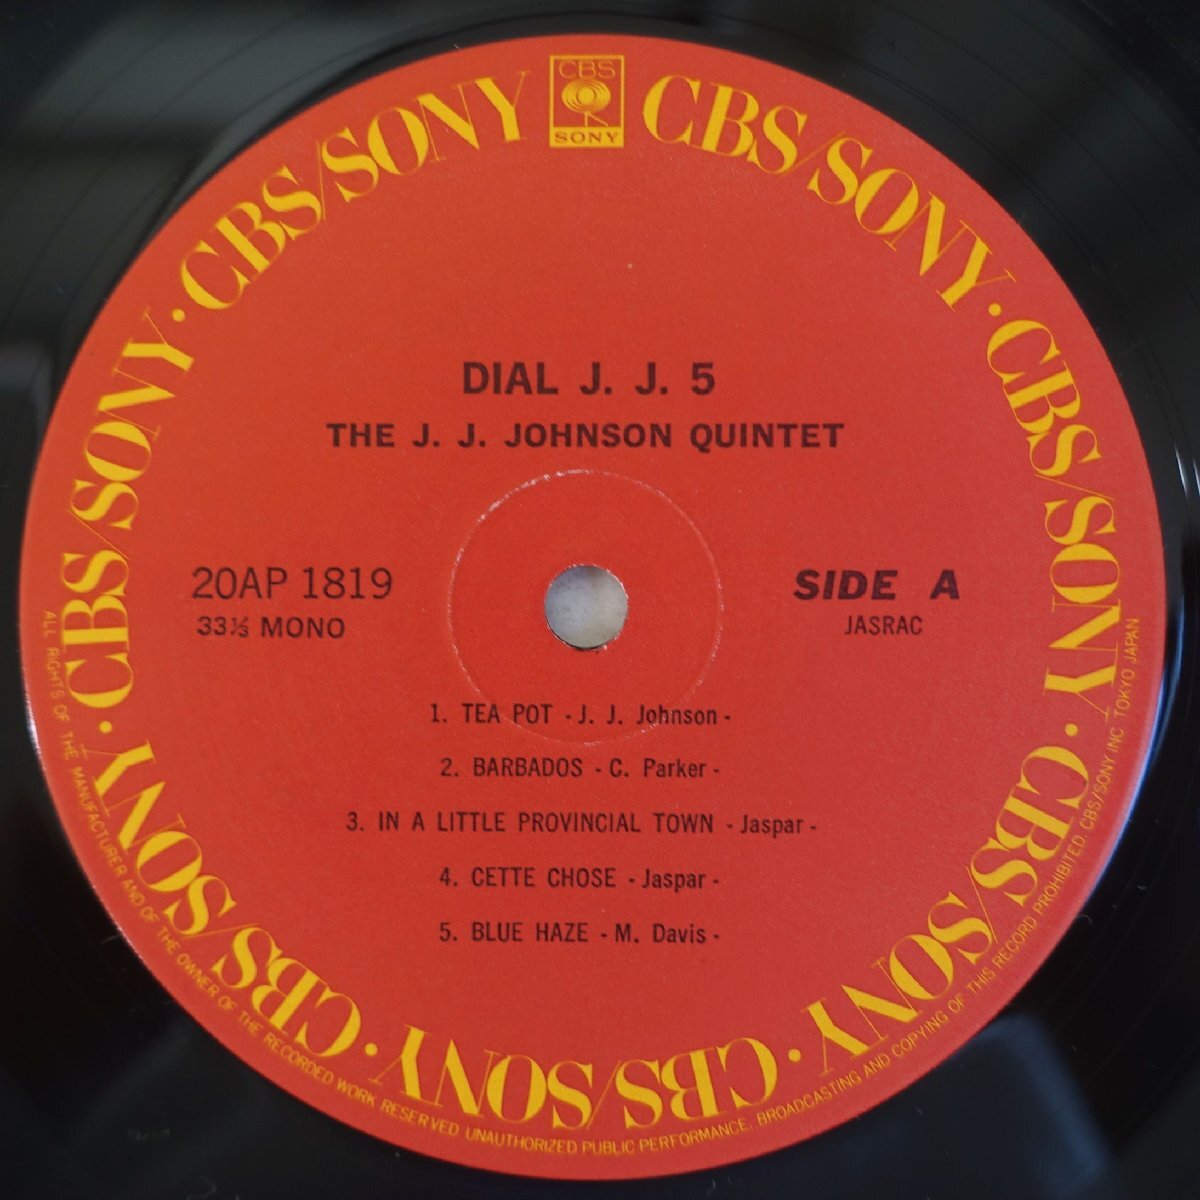 CBS
SONY
CBS/SONY · CBS/SONY · CBS/SONY · CBS/SONY · CBS/SONY · CBS/SONY · CBS/SONY · CBS/SONY
DIAL J. J. 5
THE J. J. JOHNSON QUINTET
20AP 1819
33⅓ MONO
SIDE A
JASRAC
1. TEA POT - J. J. Johnson -
2. BARBADOS - C. Parker -
3. IN A LITTLE PROVINCIAL TOWN - Jaspar -
4. CETTE CHOSE - Jaspar -
5. BLUE HAZE - M. Davis -
ALL RIGHTS OF THE MANUFACTURER AND OF THE OWNER OF THE RECORDED WORK RESERVED UNAUTHORIZED PUBLIC PERFORMANCE, BROADCASTING AND COPYING OF THIS RECORD PROHIBITED. CBS/SONY INC TOKYO JAPAN